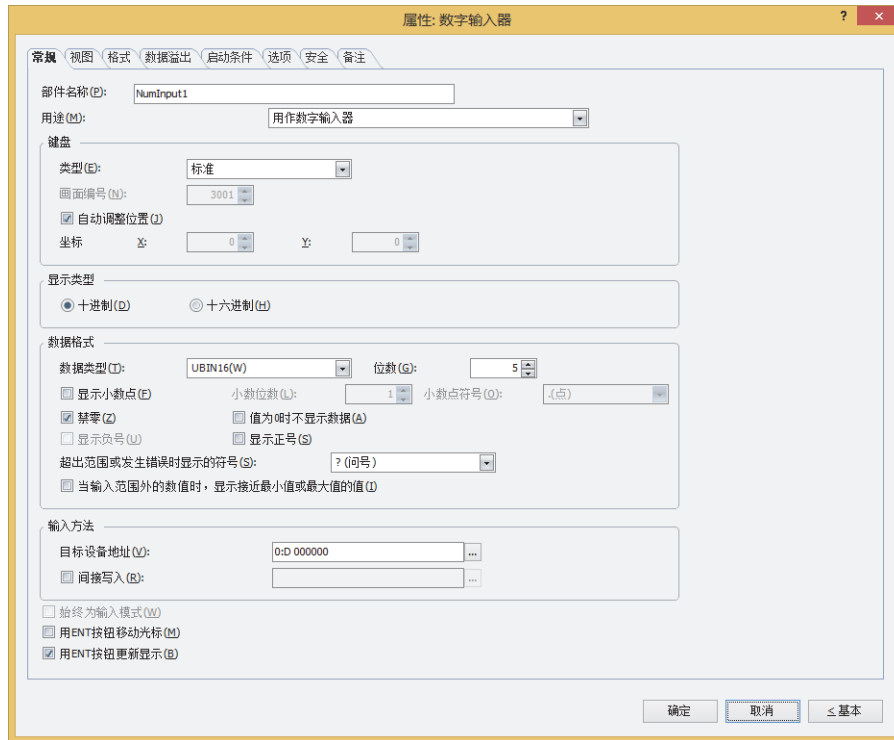 属性: 数字输入器
? ×
常规 视图 格式 数据溢出 启动条件 选项 安全 备注
部件名称(P): NumInput1
用途(M): 用作数字输入器
键盘
类型(E): 标准
画面编号(N): 3001
自动调整位置(J)
坐标 X: 0 Y: 0
显示类型
十进制(D) 十六进制(H)
数据格式
数据类型(T): UBIN16(W) 位数(G): 5
显示小数点(F) 小数位数(L): 1 小数点符号(O): .(点)
禁零(Z) 值为0时不显示数据(A)
显示负号(U) 显示正号(S)
超出范围或发生错误时显示的符号(S): ? (问号)
当输入范围外的数值时，显示接近最小值或最大值的值(I)
输入方法
目标设备地址(V): 0:D 000000 ...
间接写入(R): ...
始终为输入模式(W)
用ENT按钮移动光标(M)
用ENT按钮更新显示(B)
确定 取消 ≤基本